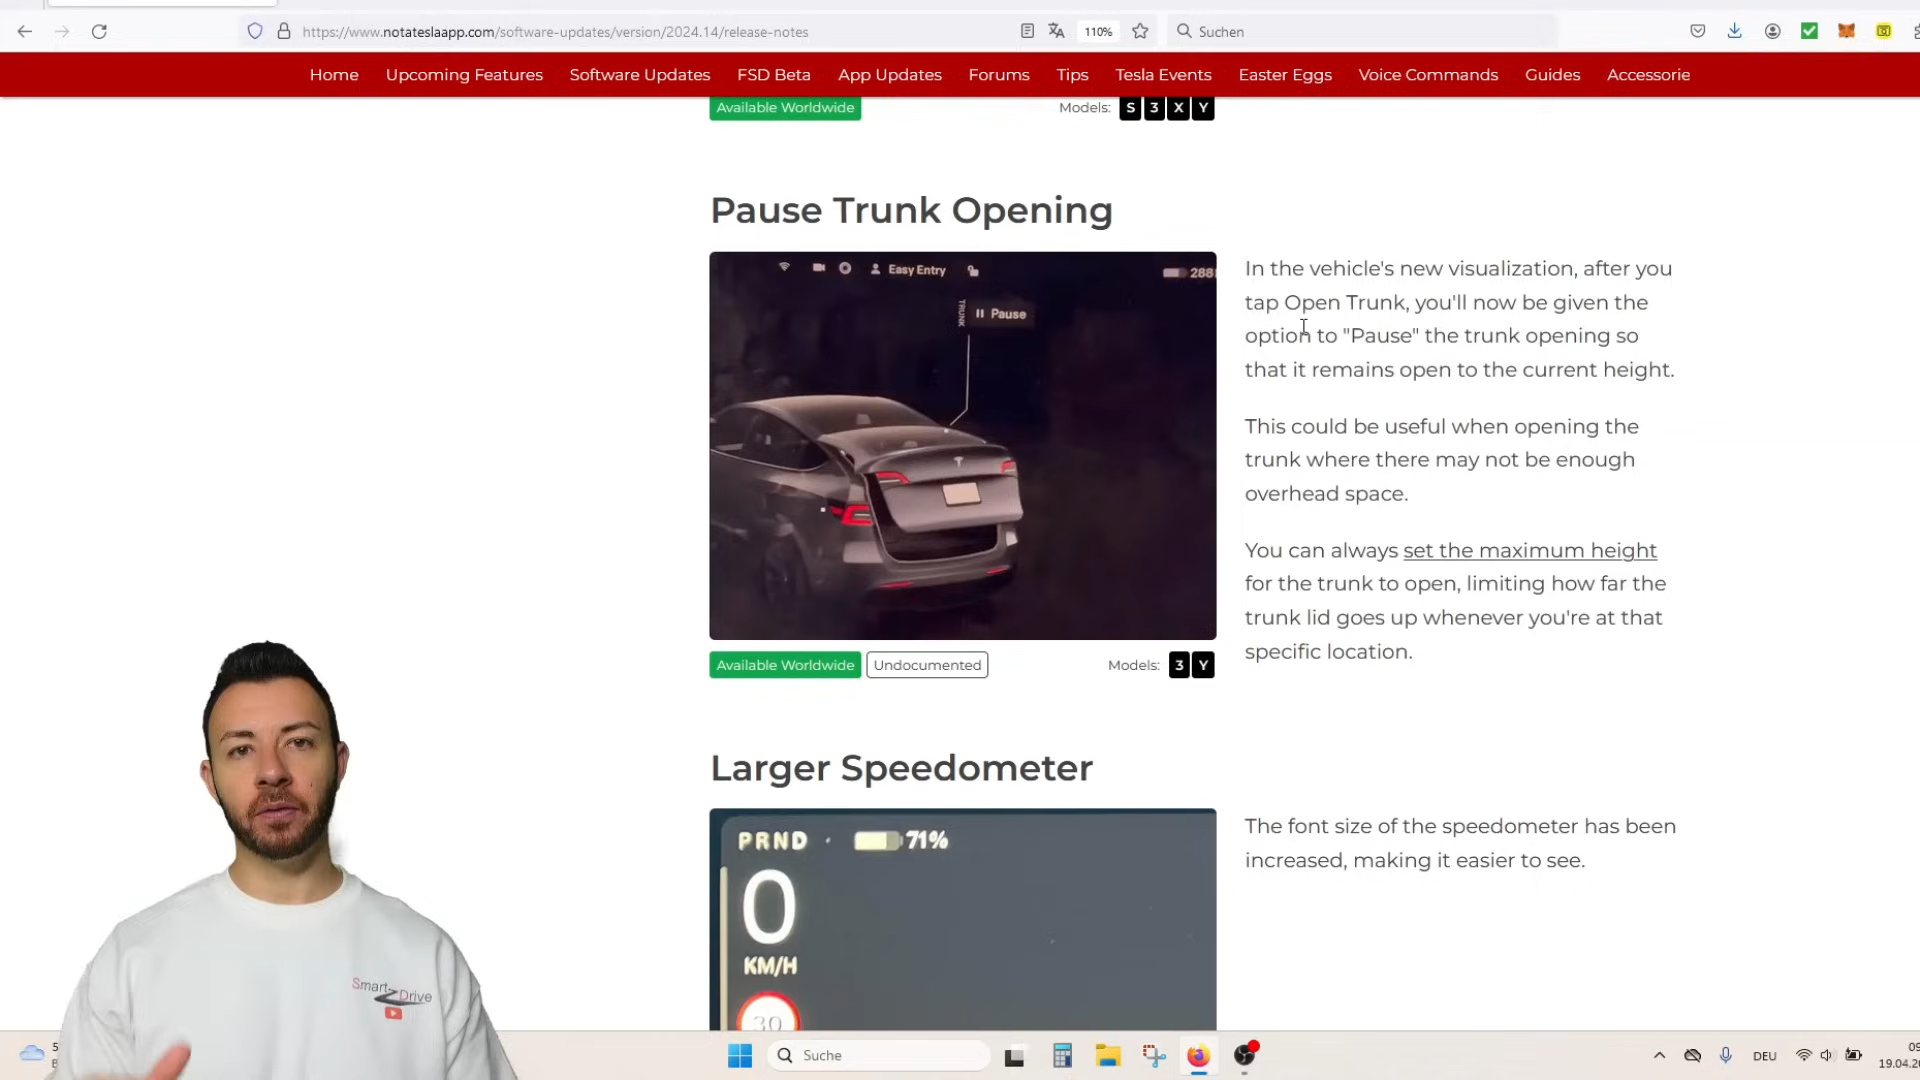 https://www.notateslaapp.com/software-updates/version/2024.14/release-notes
110%
Suchen
Home
Upcoming Features
Software Updates
FSD Beta
App Updates
Forums
Tips
Tesla Events
Easter Eggs
Voice Commands
Guides
Accessorie
Available Worldwide
Models: S 3 X Y
Pause Trunk Opening
Easy Entry
288
TRUNK
Pause
In the vehicle's new visualization, after you
tap Open Trunk, you'll now be given the
option to "Pause" the trunk opening so
that it remains open to the current height.
This could be useful when opening the
trunk where there may not be enough
overhead space.
You can always set the maximum height
for the trunk to open, limiting how far the
trunk lid goes up whenever you're at that
specific location.
Available Worldwide
Undocumented
Models: 3 Y
Larger Speedometer
PRND
71%
0
KM/H
30
The font size of the speedometer has been
increased, making it easier to see.
Smart Drive
Suche
DEU
09
19.04.20